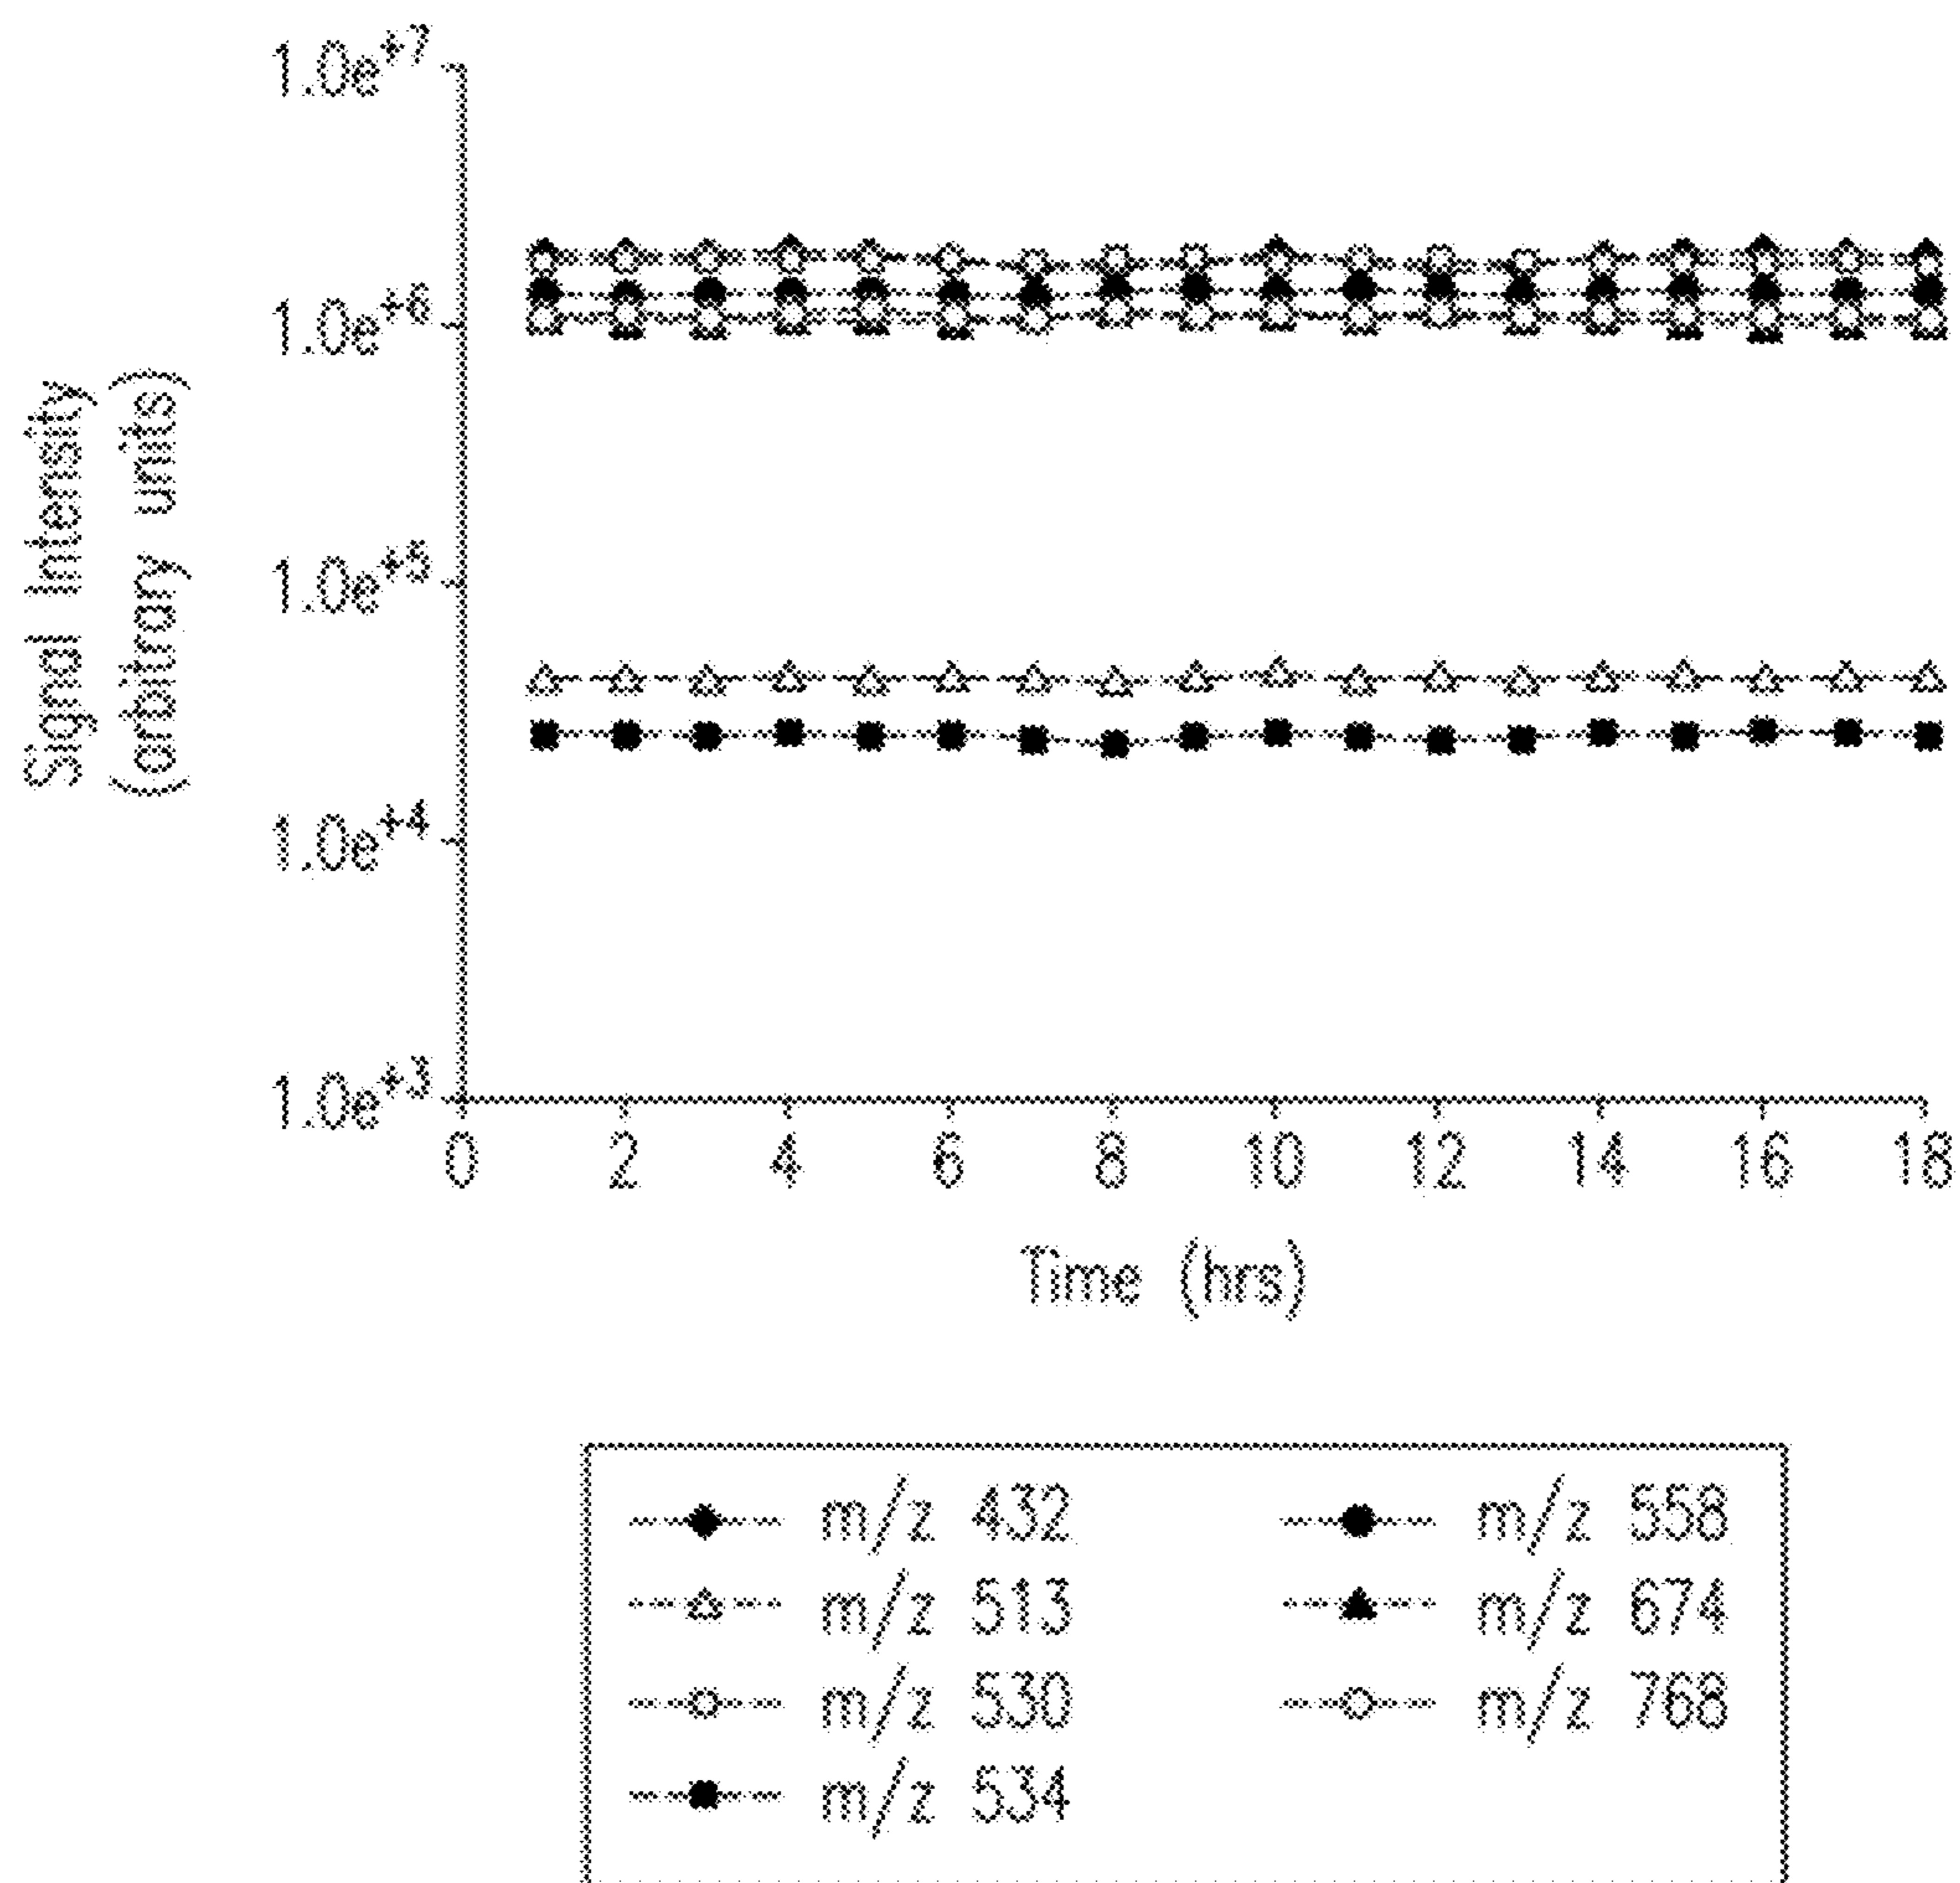 1.0e+7
1.0e+6
1.0e+5
1.0e+4
1.0e+3
Signal Intensity
(arbitrary units)
0 2 4 6 8 10 12 14 16 18
Time (hrs)
m/z 432
m/z 513
m/z 530
m/z 534
m/z 558
m/z 674
m/z 768